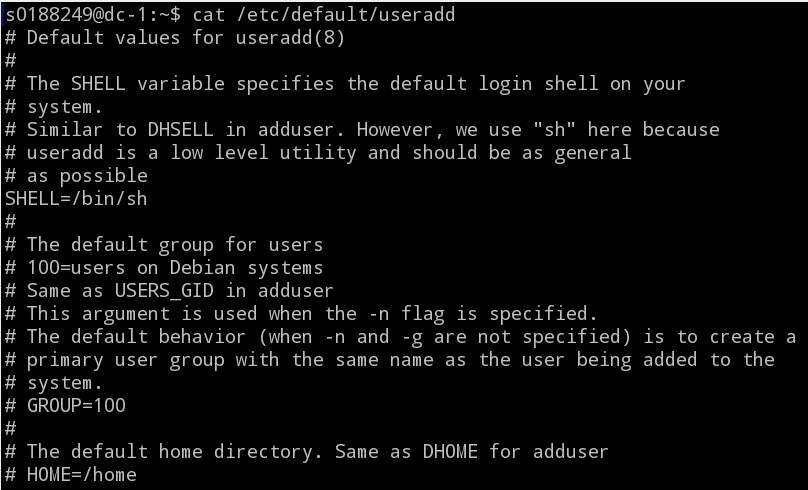 s0188249@dc-1:~$ cat /etc/default/useradd
# Default values for useradd(8)
#
# The SHELL variable specifies the default login shell on your
# system.
# Similar to DHSELL in adduser. However, we use "sh" here because
# useradd is a low level utility and should be as general
# as possible
SHELL=/bin/sh
#
# The default group for users
# 100=users on Debian systems
# Same as USERS_GID in adduser
# This argument is used when the -n flag is specified.
# The default behavior (when -n and -g are not specified) is to create a
# primary user group with the same name as the user being added to the
# system.
# GROUP=100
#
# The default home directory. Same as DHOME for adduser
# HOME=/home